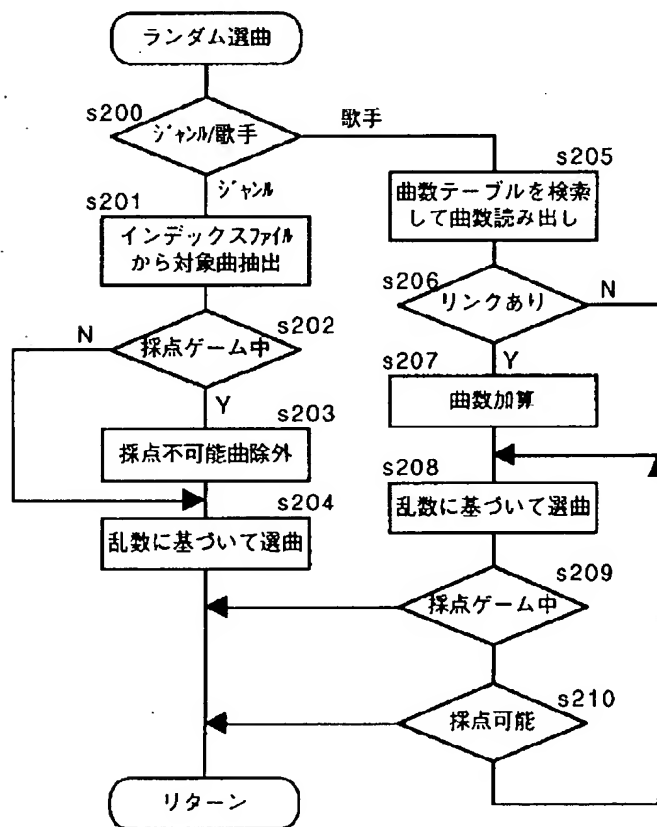 ランダム選曲
s200
ジャンル/歌手
歌手
ジャンル
s201
インデックスファイル
から対象曲抽出
s202
採点ゲーム中
N
Y
s203
採点不可能曲除外
s204
乱数に基づいて選曲
s205
曲数テーブルを検索
して曲数読み出し
s206
リンクあり
N
Y
s207
曲数加算
s208
乱数に基づいて選曲
s209
採点ゲーム中
s210
採点可能
リターン